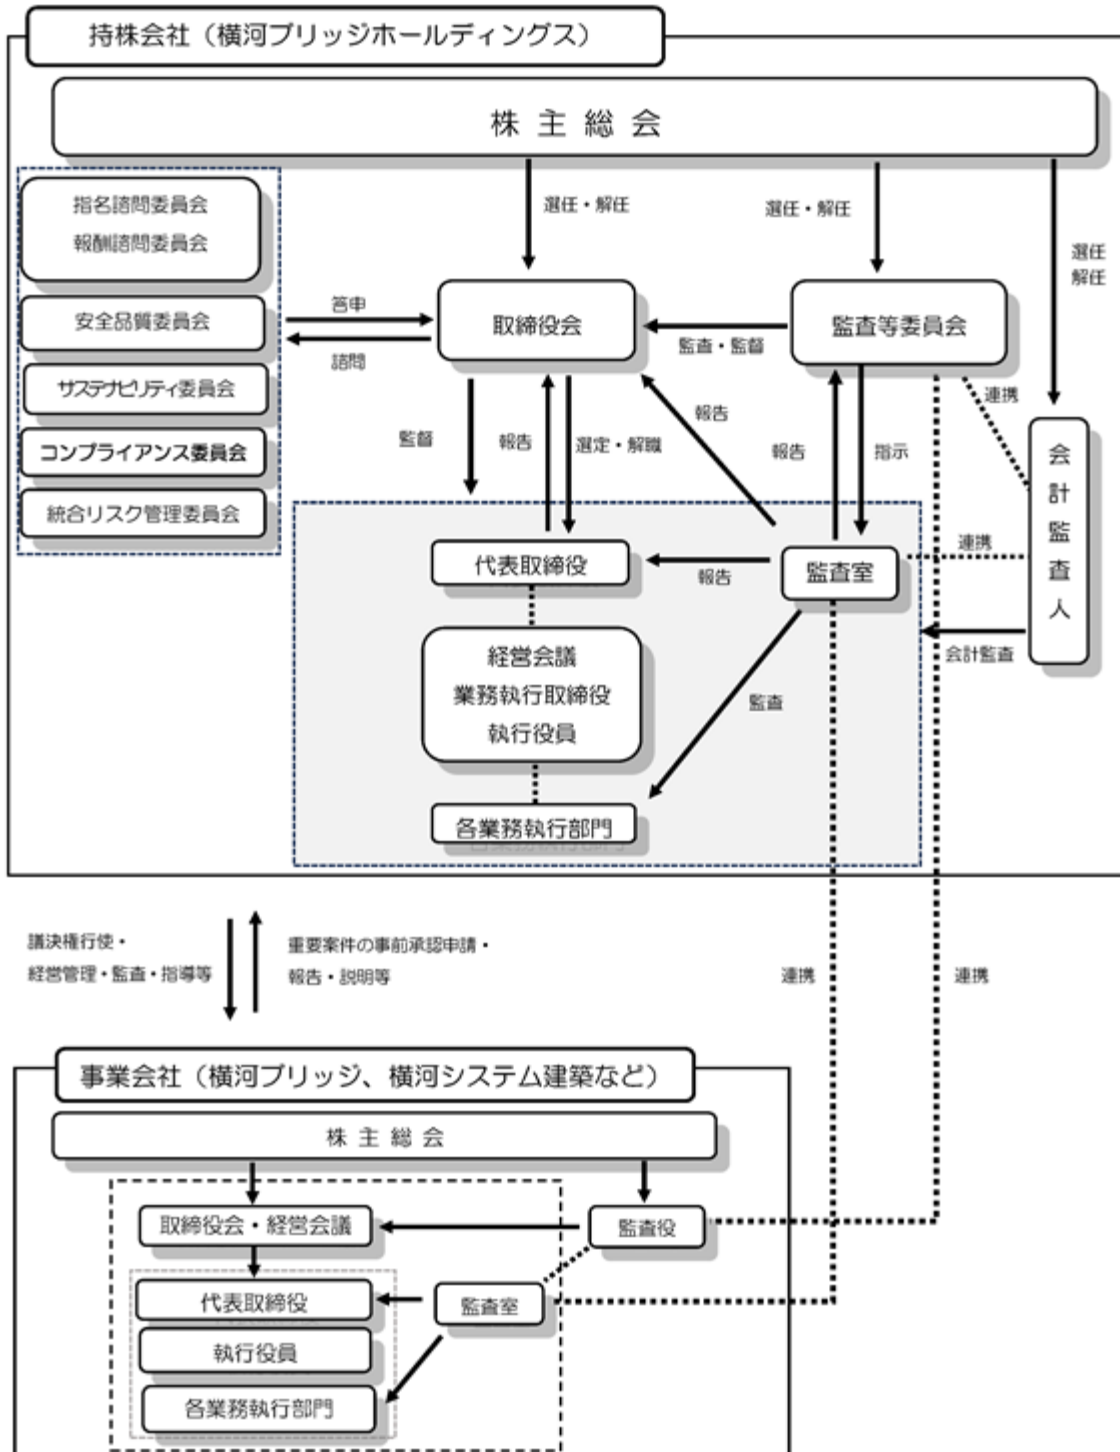 持株会社（横河ブリッジホールディングス）
株 主 総 会
指名諮問委員会
報酬諮問委員会
安全品質委員会
サステナビリティ委員会
コンプライアンス委員会
統合リスク管理委員会
選任・解任
選任・解任
選任
解任
答申
諮問
取締役会
監査・監督
監査等委員会
監督
報告
選定・解職
報告
報告
指示
連携
会計監査人
代表取締役
報告
監査室
連携
会計監査
経営会議
業務執行取締役
執行役員
監査
各業務執行部門
議決権行使・
経営管理・監査・指導等
重要案件の事前承認申請・
報告・説明等
連携
連携
事業会社（横河ブリッジ、横河システム建築など）
株 主 総 会
取締役会・経営会議
監査役
代表取締役
監査室
執行役員
各業務執行部門